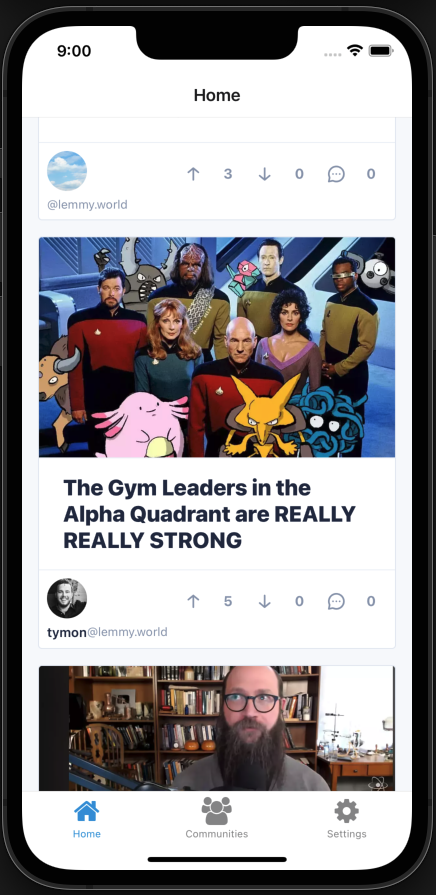 9:00
Home
3 0 0
@lemmy.world
The Gym Leaders in the
Alpha Quadrant are REALLY
REALLY STRONG
5 0 0
tymon@lemmy.world
Home Communities Settings